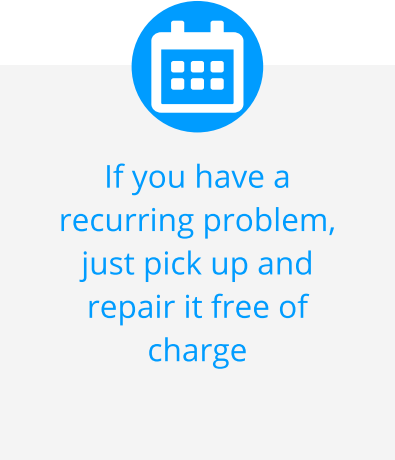 If you have a
recurring problem,
just pick up and
repair it free of
charge